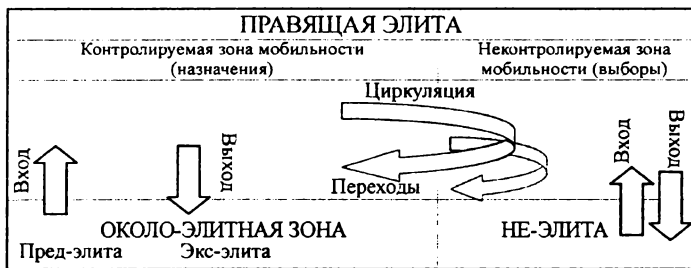 ПРАВЯЩАЯ ЭЛИТА
Контролируемая зона мобильности
(назначения)
Неконтролируемая зона
мобильности (выборы)
Циркуляция
Вход
Выход
Переходы
Вход
Выход
ОКОЛО-ЭЛИТНАЯ ЗОНА
НЕ-ЭЛИТА
Пред-элита
Экс-элита